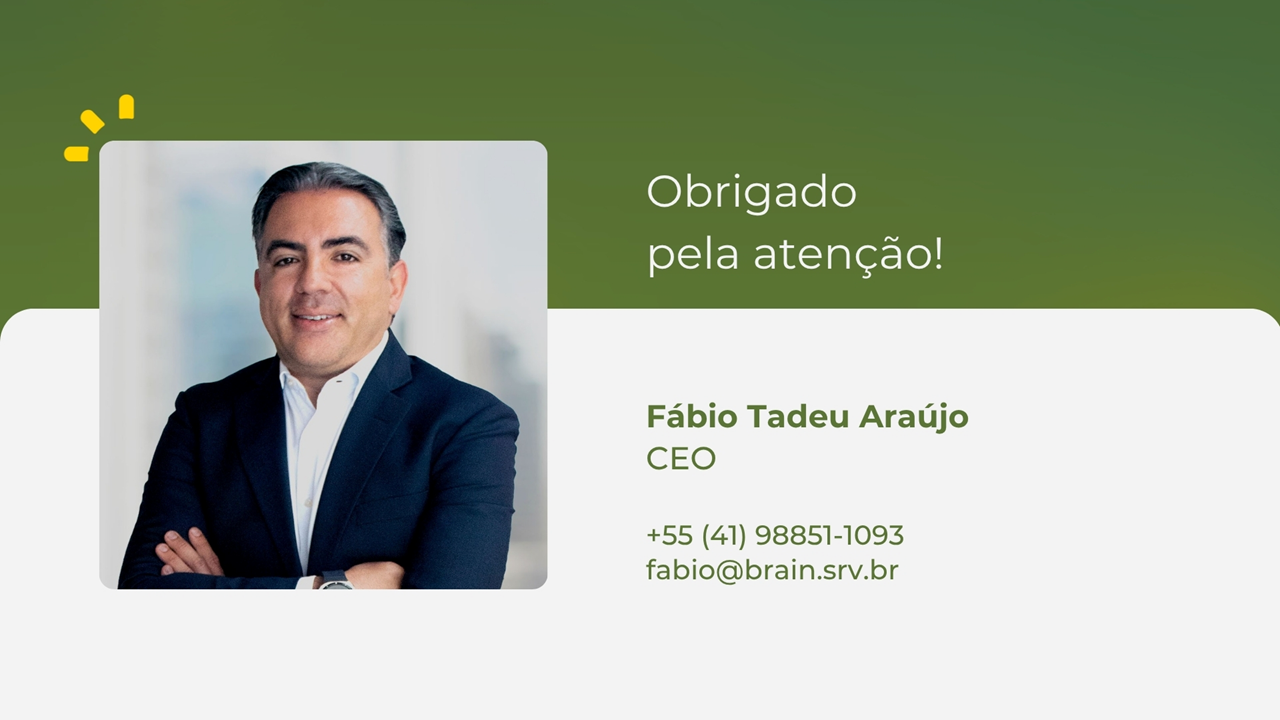 Obrigado
pela atenção!
Fábio Tadeu Araújo
CEO
+55 (41) 98851-1093
fabio@brain.srv.br